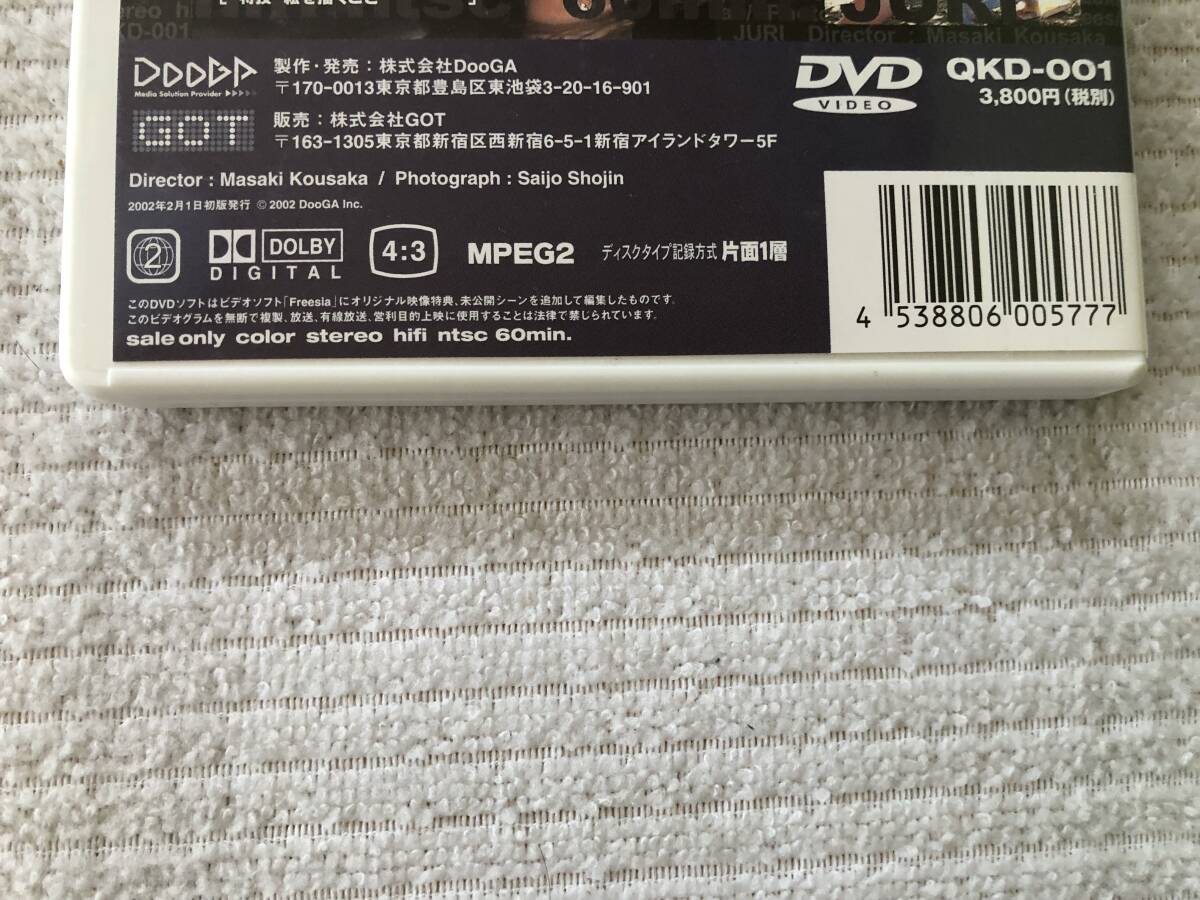 ntsc 60min
JURI
KD-001
JURI Director : Masaki Kousaka
DooGA
Media Solution Provider
製作・発売：株式会社DooGA
〒170-0013東京都豊島区東池袋3-20-16-901
DVD
VIDEO
QKD-001
3,800円(税別)
GOT
販売：株式会社GOT
〒163-1305東京都新宿区西新宿6-5-1新宿アイランドタワー5F
Director : Masaki Kousaka / Photograph : Saijo Shojin
2002年2月1日初版発行 © 2002 DooGA Inc.
2
DOLBY
DIGITAL
4:3
MPEG2
ディスクタイプ記録方式 片面1層
このDVDソフトはビデオソフト「Freesia」にオリジナル映像特典、未公開シーンを追加して編集したものです。
このビデオグラムを無断で複製、放送、有線放送、営利目的上映に使用することは法律で禁じられています。
sale only color stereo hifi ntsc 60min.
4 538806 005777